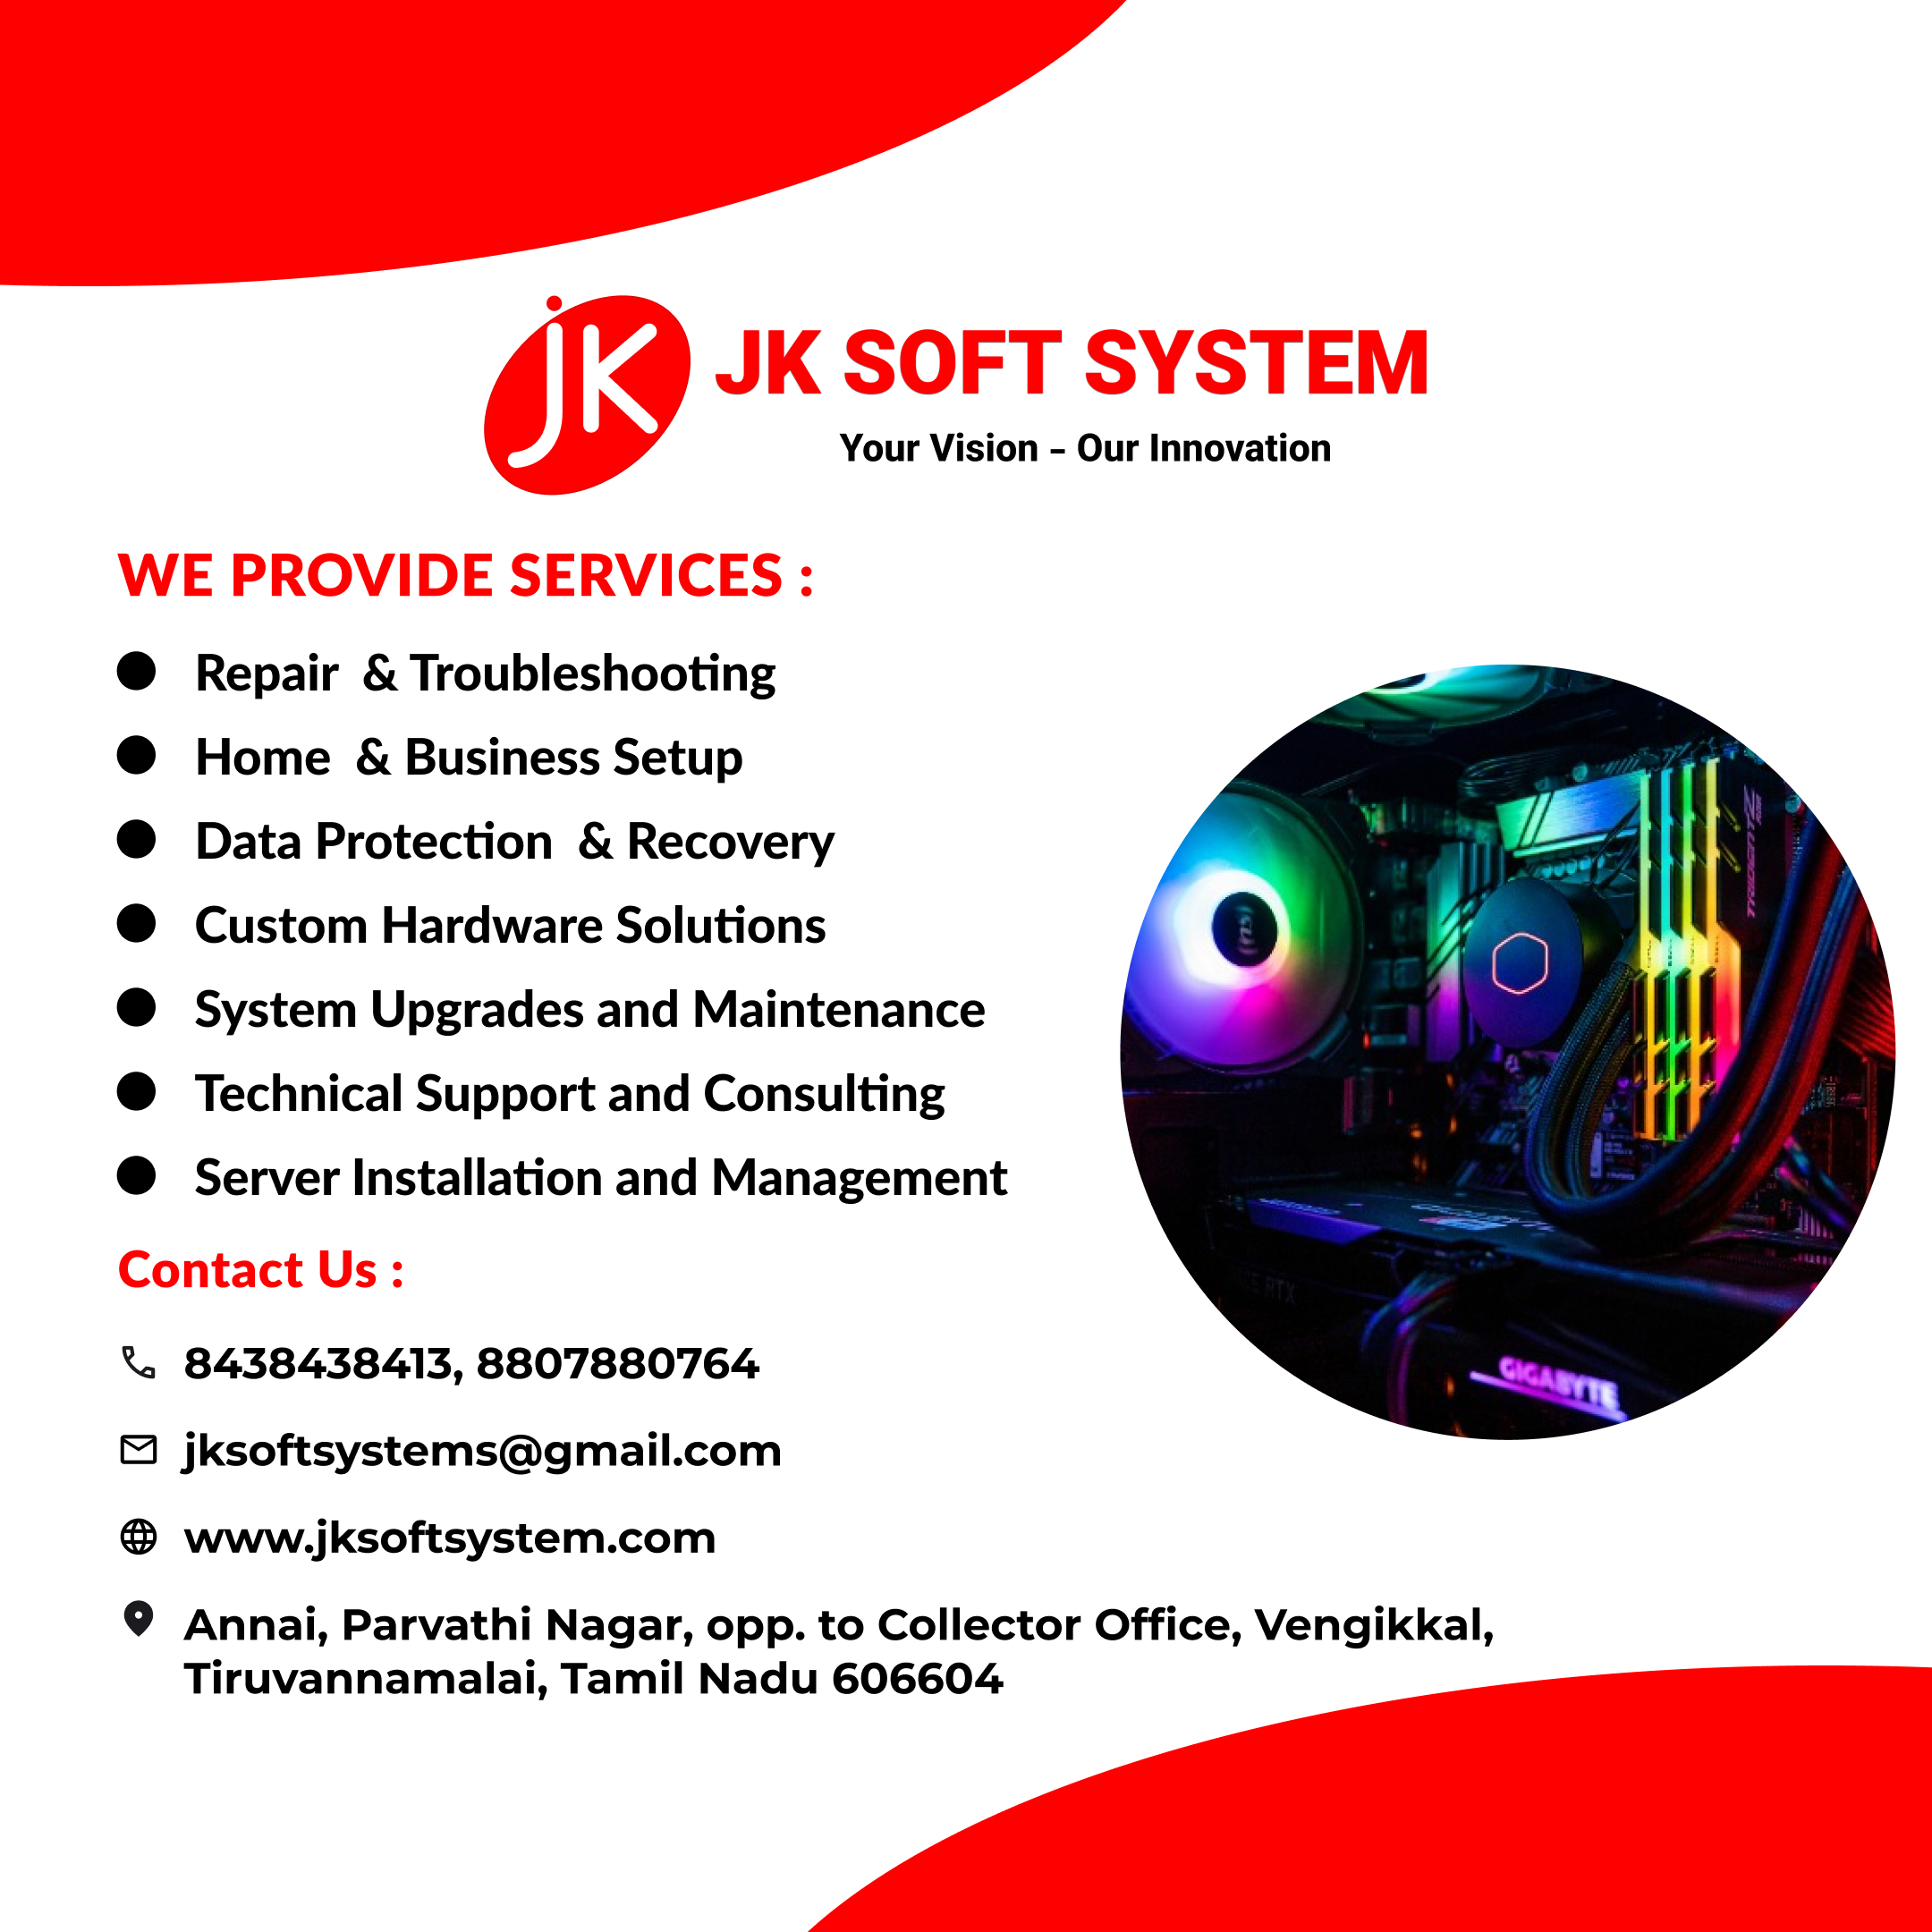 jK
JK SOFT SYSTEM
Your Vision – Our Innovation
WE PROVIDE SERVICES :
Repair & Troubleshooting
Home & Business Setup
Data Protection & Recovery
Custom Hardware Solutions
System Upgrades and Maintenance
Technical Support and Consulting
Server Installation and Management
TRIDENT Z
RTX
GIGABYTE
Contact Us :
8438438413, 8807880764
jksoftsystems@gmail.com
www.jksoftsystem.com
Annai, Parvathi Nagar, opp. to Collector Office, Vengikkal,
Tiruvannamalai, Tamil Nadu 606604